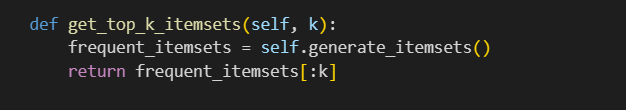 def get_top_k_itemsets(self, k):
    frequent_itemsets = self.generate_itemsets()
    return frequent_itemsets[:k]